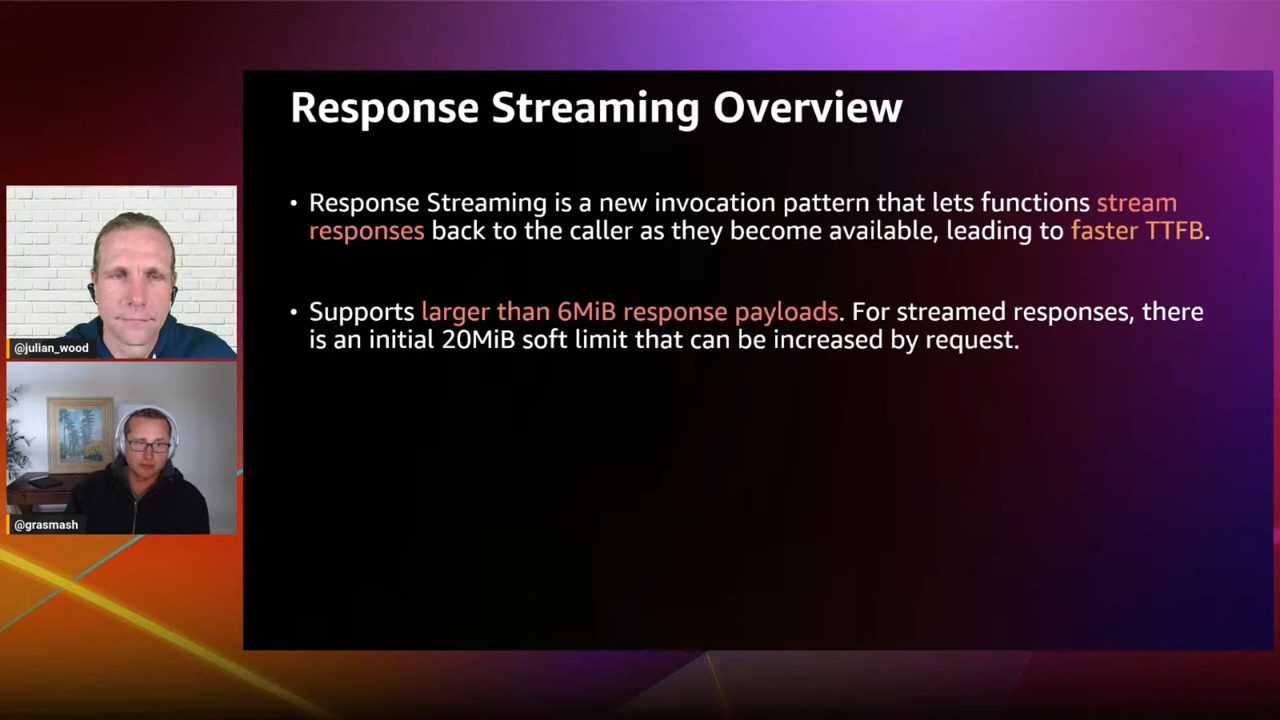 Response Streaming Overview
• Response Streaming is a new invocation pattern that lets functions stream
responses back to the caller as they become available, leading to faster TTFB.
• Supports larger than 6MiB response payloads. For streamed responses, there
is an initial 20MiB soft limit that can be increased by request.
@julian_wood
@grasmash